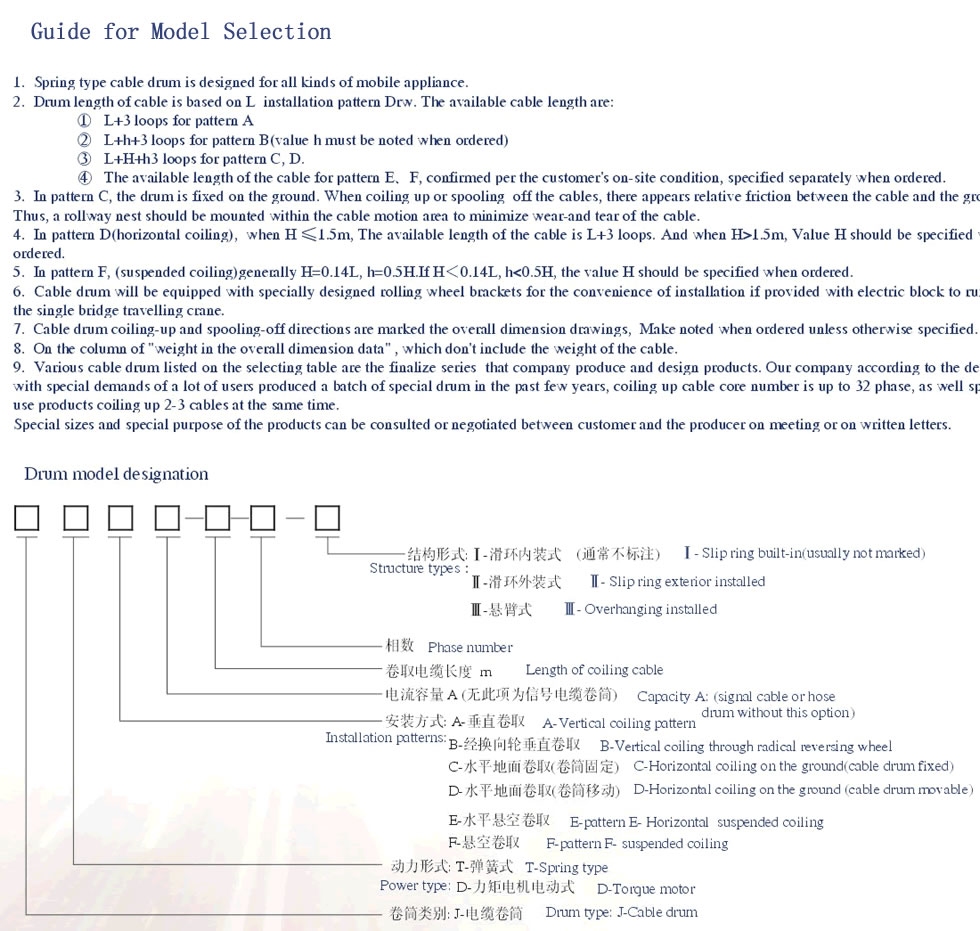 Guide for Model Selection
1. Spring type cable drum is designed for all kinds of mobile appliance.
2. Drum length of cable is based on L installation pattern Drw. The available cable length are:
① L+3 loops for pattern A
② L+h+3 loops for pattern B(value h must be noted when ordered)
③ L+H+h3 loops for pattern C, D.
④ The available length of the cable for pattern E、F, confirmed per the customer's on-site condition, specified separately when ordered.
3. In pattern C, the drum is fixed on the ground. When coiling up or spooling off the cables, there appears relative friction between the cable and the
Thus, a rollway nest should be mounted within the cable motion area to minimize wear-and tear of the cable.
4. In pattern D(horizontal coiling), when H ≤1.5m, The available length of the cable is L+3 loops. And when H>1.5m, Value H should be specified
ordered.
5. In pattern F, (suspended coiling)generally H=0.14L, h=0.5H.If H<0.14L, h<0.5H, the value H should be specified when ordered.
6. Cable drum will be equipped with specially designed rolling wheel brackets for the convenience of installation if provided with electric block to
the single bridge travelling crane.
7. Cable drum coiling-up and spooling-off directions are marked the overall dimension drawings, Make noted when ordered unless otherwise specified.
8. On the column of "weight in the overall dimension data" , which don't include the weight of the cable.
9. Various cable drum listed on the selecting table are the finalize series that company produce and design products. Our company according to the
with special demands of a lot of users produced a batch of special drum in the past few years, coiling up cable core number is up to 32 phase, as well
use products coiling up 2-3 cables at the same time.
Special sizes and special purpose of the products can be consulted or negotiated between customer and the producer on meeting or on written letters.
Drum model designation
结构形式: Ⅰ-滑环内装式 (通常不标注) Ⅰ- Slip ring built-in(usually not marked)
Structure types :
Ⅱ-滑环外装式 Ⅱ- Slip ring exterior installed
Ⅲ-悬臂式 Ⅲ- Overhanging installed
相数 Phase number
卷取电缆长度 m Length of coiling cable
电流容量 A (无此项为信号电缆卷筒) Capacity A: (signal cable or hose
drum without this option)
安装方式: A-垂直卷取 A-Vertical coiling pattern
Installation patterns:
B-经换向轮垂直卷取 B-Vertical coiling through radical reversing wheel
C-水平地面卷取(卷筒固定) C-Horizontal coiling on the ground(cable drum fixed)
D-水平地面卷取(卷筒移动) D-Horizontal coiling on the ground (cable drum movable)
E-水平悬空卷取 E-pattern E- Horizontal suspended coiling
F-悬空卷取 F-pattern F- suspended coiling
动力形式: T-弹簧式 T-Spring type
Power type: D-力矩电机电动式 D-Torque motor
卷筒类别: J-电缆卷筒 Drum type: J-Cable drum